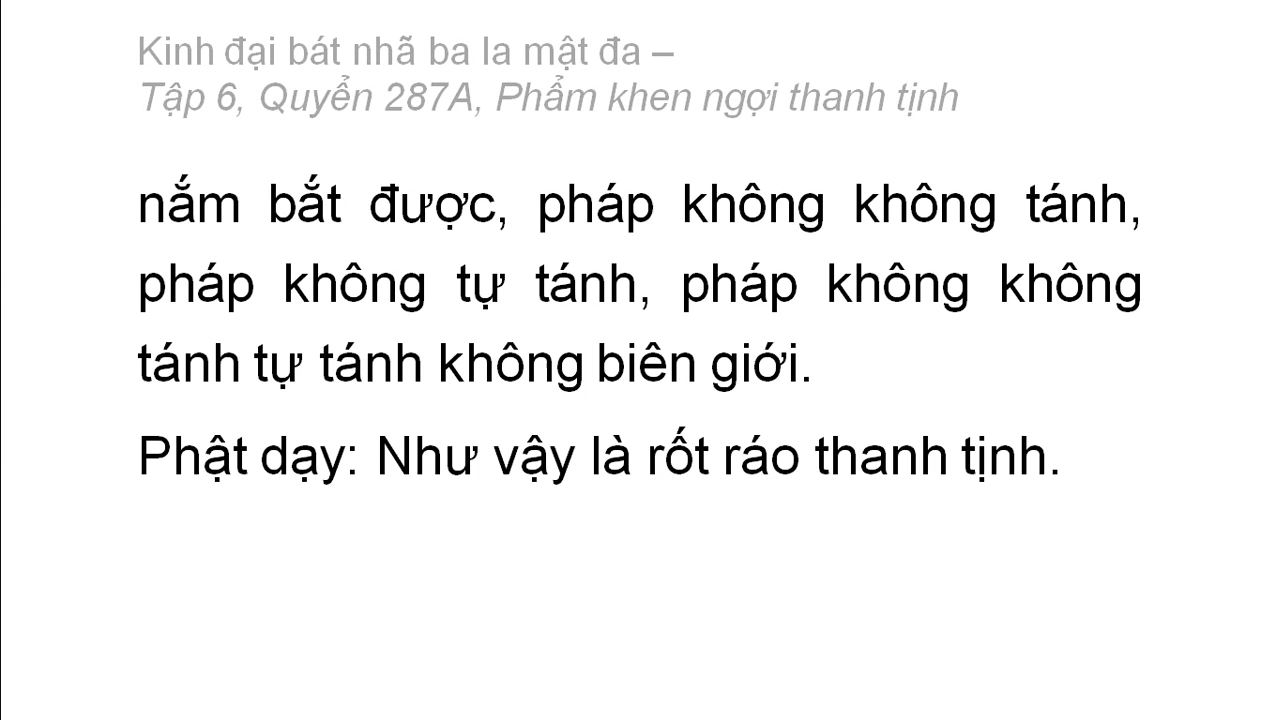 Kinh đại bát nhã ba la mật đa –
Tập 6, Quyển 287A, Phẩm khen ngợi thanh tịnh
nắm bắt được, pháp không không tánh,
pháp không tự tánh, pháp không không
tánh tự tánh không biên giới.
Phật dạy: Như vậy là rốt ráo thanh tịnh.